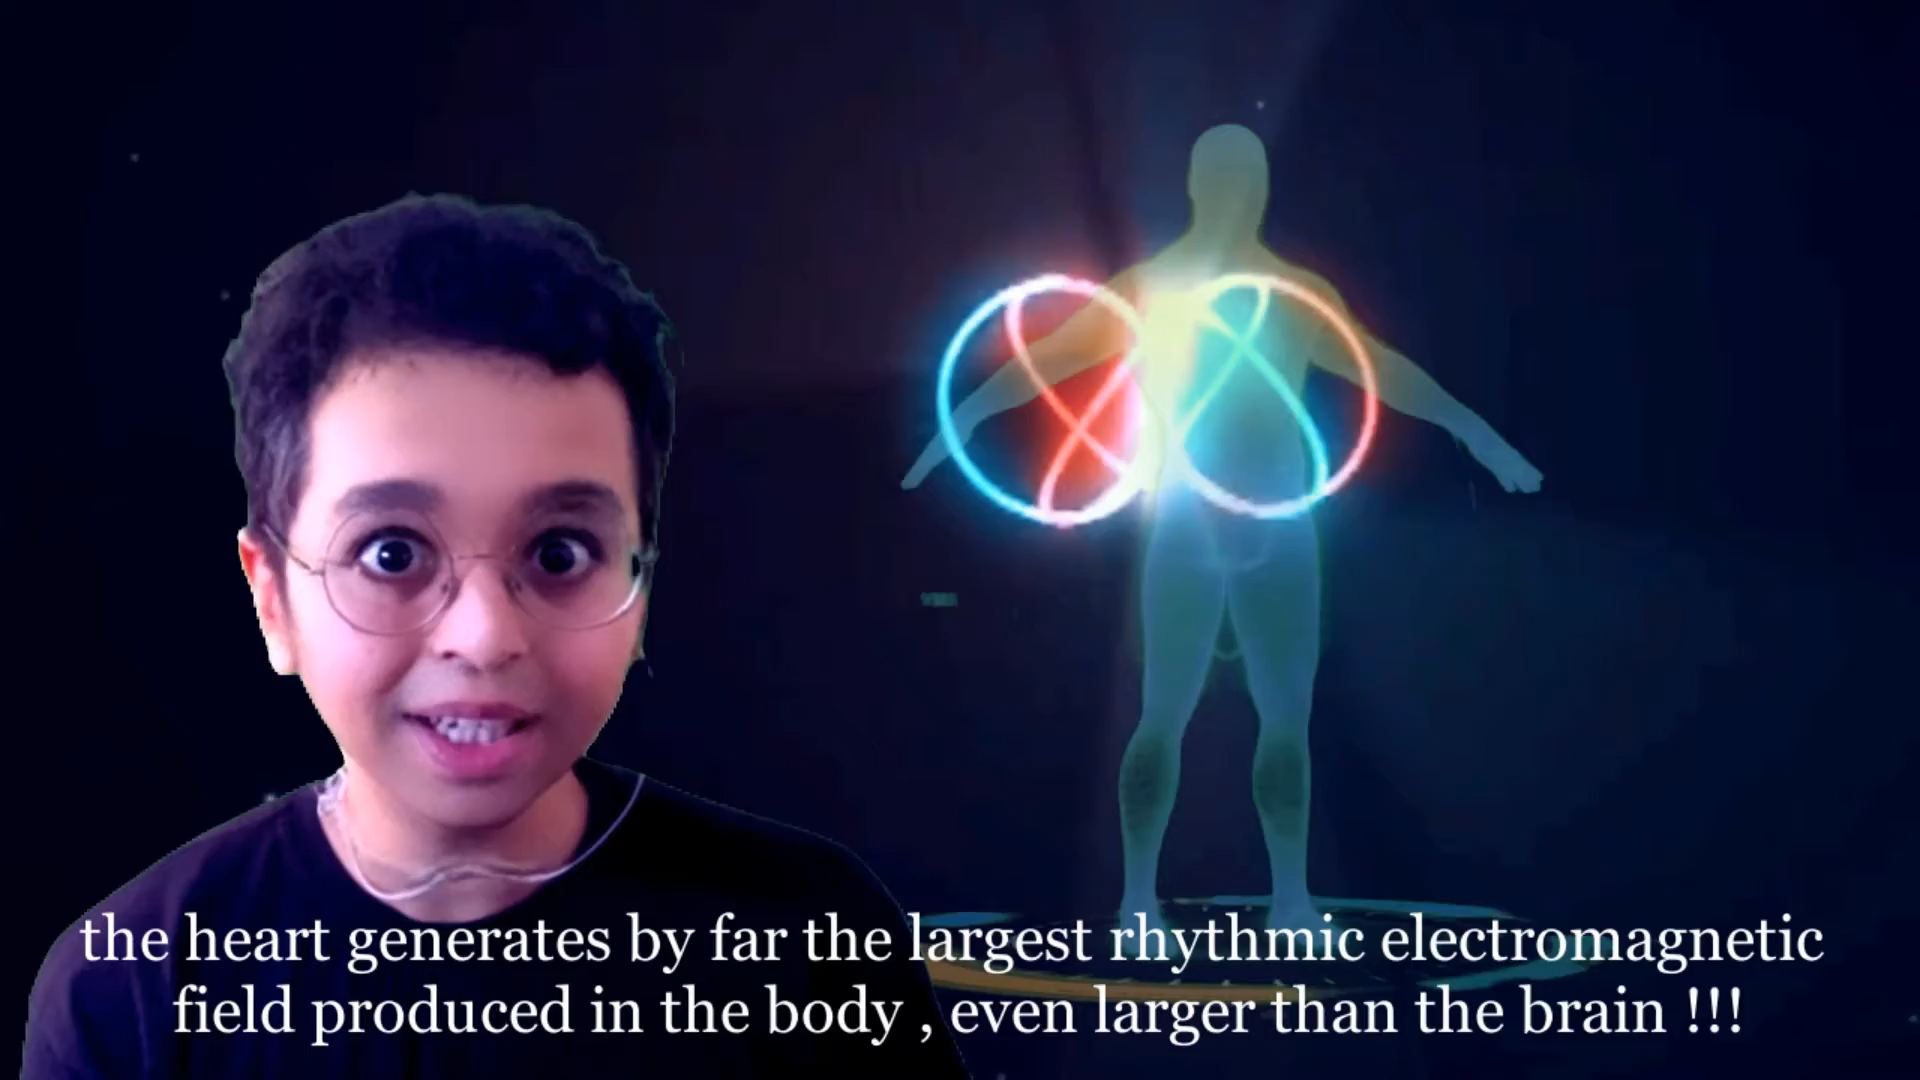 the heart generates by far the largest rhythmic electromagnetic
field produced in the body , even larger than the brain !!!